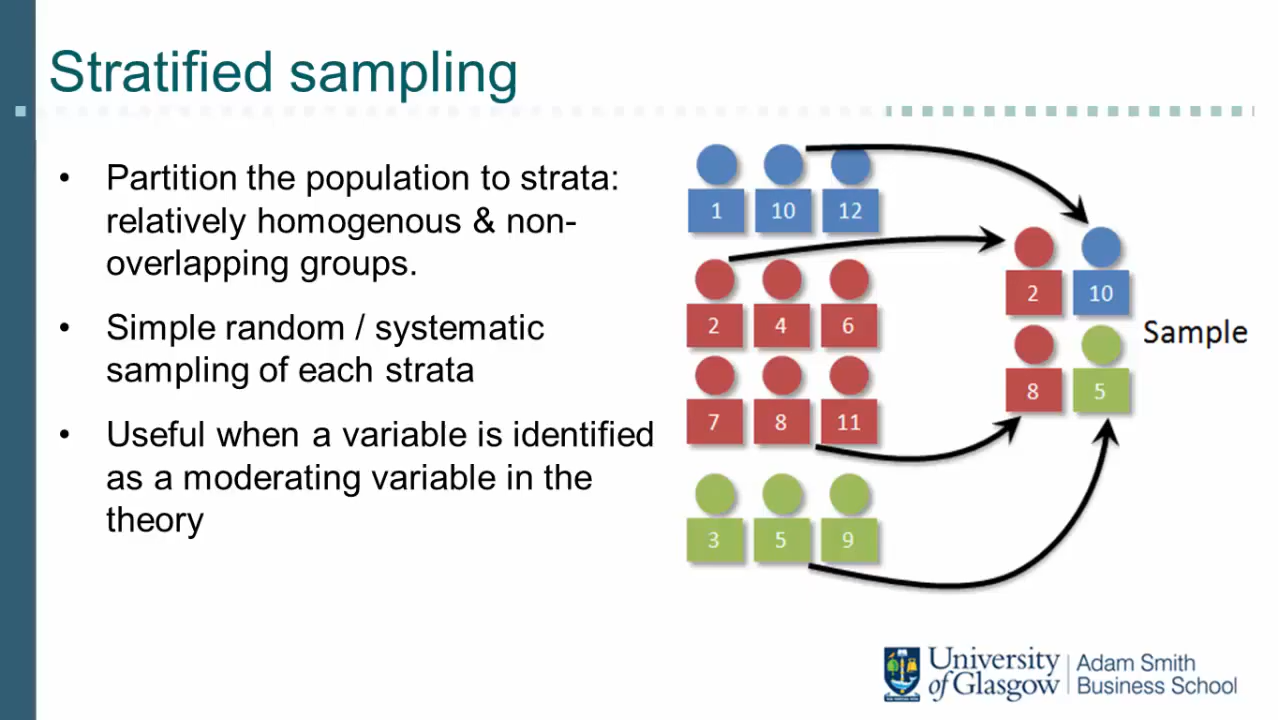 Stratified sampling
• Partition the population to strata:
relatively homogenous & non-
overlapping groups.
• Simple random / systematic
sampling of each strata
• Useful when a variable is identified
as a moderating variable in the
theory
1 10 12
2 4 6
7 8 11
3 5 9
2 10
8 5
Sample
University
of Glasgow
Adam Smith
Business School